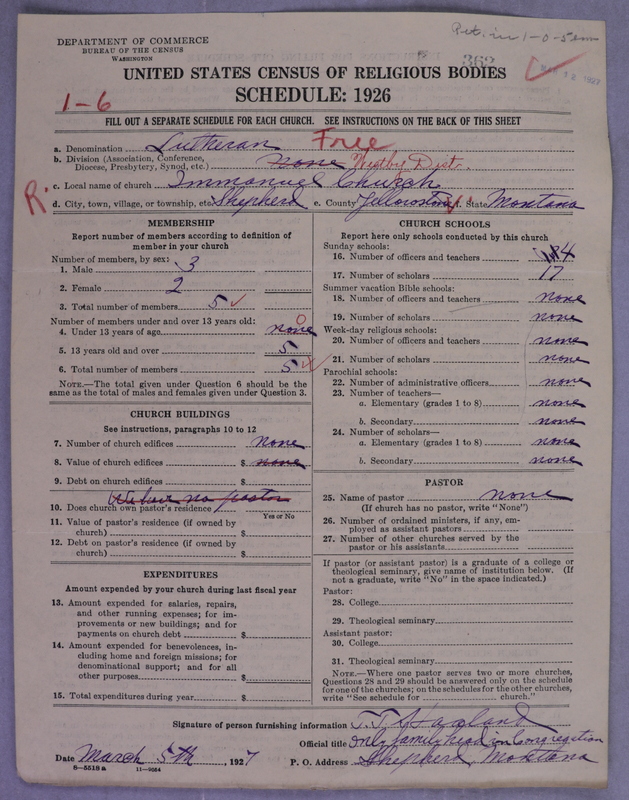 DEPARTMENT OF COMMERCE
BUREAU OF THE CENSUS
WASHINGTON
Ret. in 1-0-5
362
12 1927
UNITED STATES CENSUS OF RELIGIOUS BODIES
SCHEDULE: 1926
1-6
FILL OUT A SEPARATE SCHEDULE FOR EACH CHURCH. SEE INSTRUCTIONS ON THE BACK OF THIS SHEET
a. Denomination Lutheran Free
b. Division (Association, Conference, Diocese, Presbytery, Synod, etc.) None Westby Dist.
R.
c. Local name of church Immanuel Church
d. City, town, village, or township, etc. Shepherd e. County Yellowstone f. State Montana
MEMBERSHIP
Report number of members according to definition of
member in your church
Number of members, by sex:
1. Male 3
2. Female 2
3. Total number of members 5
Number of members under and over 13 years old:
4. Under 13 years of age none 0
5. 13 years old and over 5
6. Total number of members 5
NOTE.—The total given under Question 6 should be the
same as the total of males and females given under Question 3.
CHURCH BUILDINGS
See instructions, paragraphs 10 to 12
7. Number of church edifices none
8. Value of church edifices $ none
9. Debt on church edifices $
We have no pastor
10. Does church own pastor's residence
Yes or No
11. Value of pastor's residence (if owned by
church) $
12. Debt on pastor's residence (if owned by
church) $
EXPENDITURES
Amount expended by your church during last fiscal year
13. Amount expended for salaries, repairs,
and other running expenses; for im-
provements or new buildings; and for
payments on church debt $
14. Amount expended for benevolences, in-
cluding home and foreign missions; for
denominational support; and for all
other purposes $
15. Total expenditures during year $
CHURCH SCHOOLS
Report here only schools conducted by this church
Sunday schools:
16. Number of officers and teachers 4
17. Number of scholars 17
Summer vacation Bible schools:
18. Number of officers and teachers none
19. Number of scholars none
Week-day religious schools:
20. Number of officers and teachers none
21. Number of scholars none
Parochial schools:
22. Number of administrative officers none
23. Number of teachers—
a. Elementary (grades 1 to 8) none
b. Secondary none
24. Number of scholars—
a. Elementary (grades 1 to 8) none
b. Secondary none
PASTOR
25. Name of pastor none
(If church has no pastor, write "None")
26. Number of ordained ministers, if any, em-
ployed as assistant pastors
27. Number of other churches served by the
pastor or his assistants
If pastor (or assistant pastor) is a graduate of a college or
theological seminary, give name of institution below. (If
not a graduate, write "No" in the space indicated.)
Pastor:
28. College
29. Theological seminary
Assistant pastor:
30. College
31. Theological seminary
NOTE.—Where one pastor serves two or more churches,
Questions 28 and 29 should be answered only on the schedule
for one of the churches; on the schedules for the other churches,
write "See schedule for church."
Signature of person furnishing information
Official title Only family head in Congregation
Date March 5th, 1927 P. O. Address Shepherd, Montana
8—5518a 11—9054